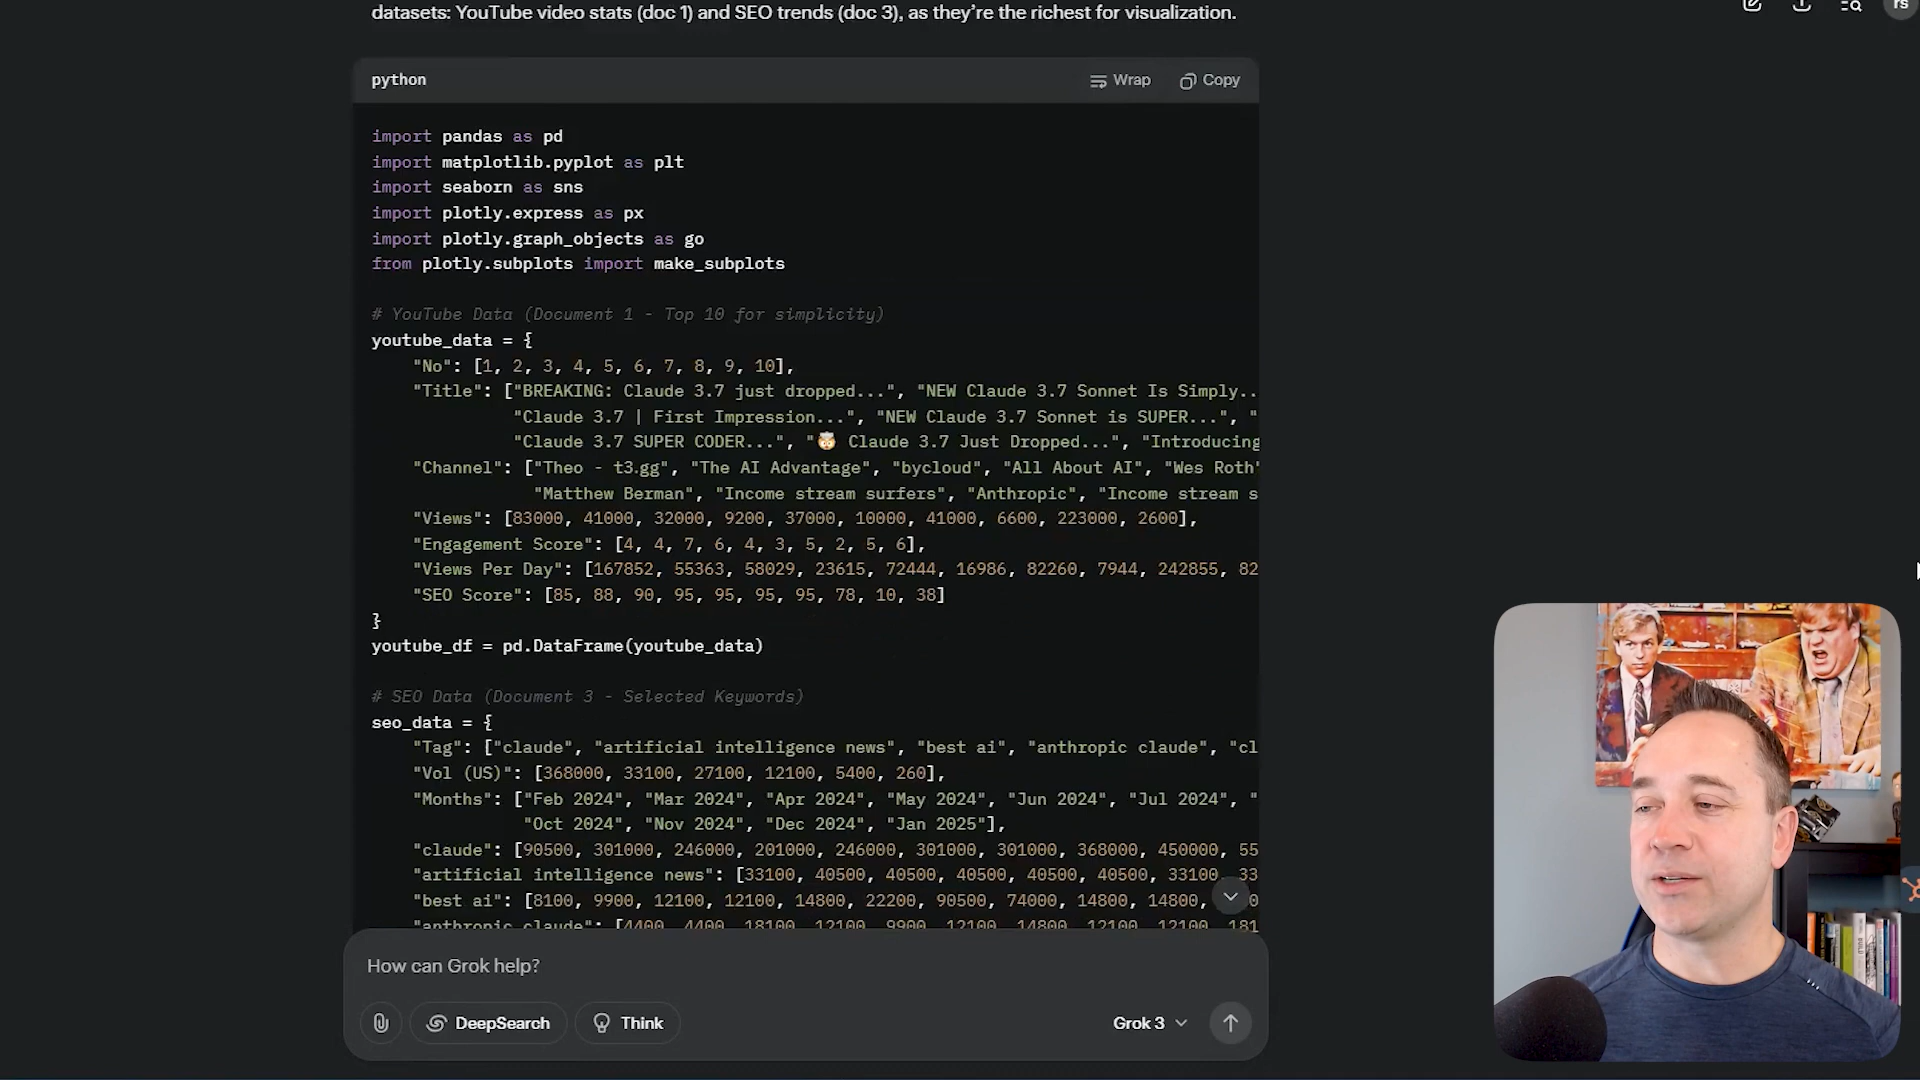 datasets: YouTube video stats (doc 1) and SEO trends (doc 3), as they’re the richest for visualization.
rs
python
Wrap
Copy
import pandas as pd
import matplotlib.pyplot as plt
import seaborn as sns
import plotly.express as px
import plotly.graph_objects as go
from plotly.subplots import make_subplots
# YouTube Data (Document 1 - Top 10 for simplicity)
youtube_data = {
"No": [1, 2, 3, 4, 5, 6, 7, 8, 9, 10],
"Title": ["BREAKING: Claude 3.7 just dropped...", "NEW Claude 3.7 Sonnet Is Simply..
"Claude 3.7 | First Impression...", "NEW Claude 3.7 Sonnet is SUPER...", "
"Claude 3.7 SUPER CODER...", "🤯 Claude 3.7 Just Dropped...", "Introducing
"Channel": ["Theo - t3.gg", "The AI Advantage", "bycloud", "All About AI", "Wes Roth"
"Matthew Berman", "Income stream surfers", "Anthropic", "Income stream s
"Views": [83000, 41000, 32000, 9200, 37000, 10000, 41000, 6600, 223000, 2600],
"Engagement Score": [4, 4, 7, 6, 4, 3, 5, 2, 5, 6],
"Views Per Day": [167852, 55363, 58029, 23615, 72444, 16986, 82260, 7944, 242855, 82
"SEO Score": [85, 88, 90, 95, 95, 95, 95, 78, 10, 38]
}
youtube_df = pd.DataFrame(youtube_data)
# SEO Data (Document 3 - Selected Keywords)
seo_data = {
"Tag": ["claude", "artificial intelligence news", "best ai", "anthropic claude", "cl
"Vol (US)": [368000, 33100, 27100, 12100, 5400, 260],
"Months": ["Feb 2024", "Mar 2024", "Apr 2024", "May 2024", "Jun 2024", "Jul 2024", "
"Oct 2024", "Nov 2024", "Dec 2024", "Jan 2025"],
"claude": [90500, 301000, 246000, 201000, 246000, 301000, 301000, 368000, 450000, 55
"artificial intelligence news": [33100, 40500, 40500, 40500, 40500, 40500, 33100, 33
"best ai": [8100, 9900, 12100, 12100, 14800, 22200, 90500, 74000, 14800, 14800,
"anthropic claude": [4400, 4400, 18100, 12100, 9900, 12100, 14800, 12100, 12100, 181
How can Grok help?
DeepSearch
Think
Grok 3